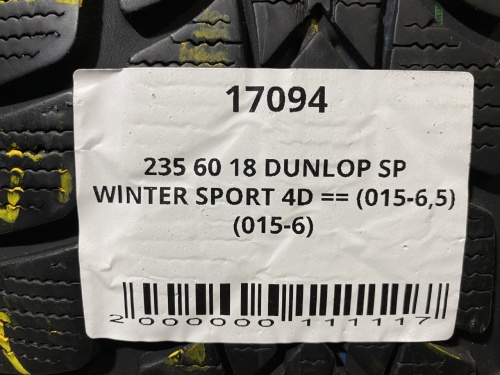 17094
235 60 18 DUNLOP SP
WINTER SPORT 4D == (015-6,5)
(015-6)
2 000000 111117